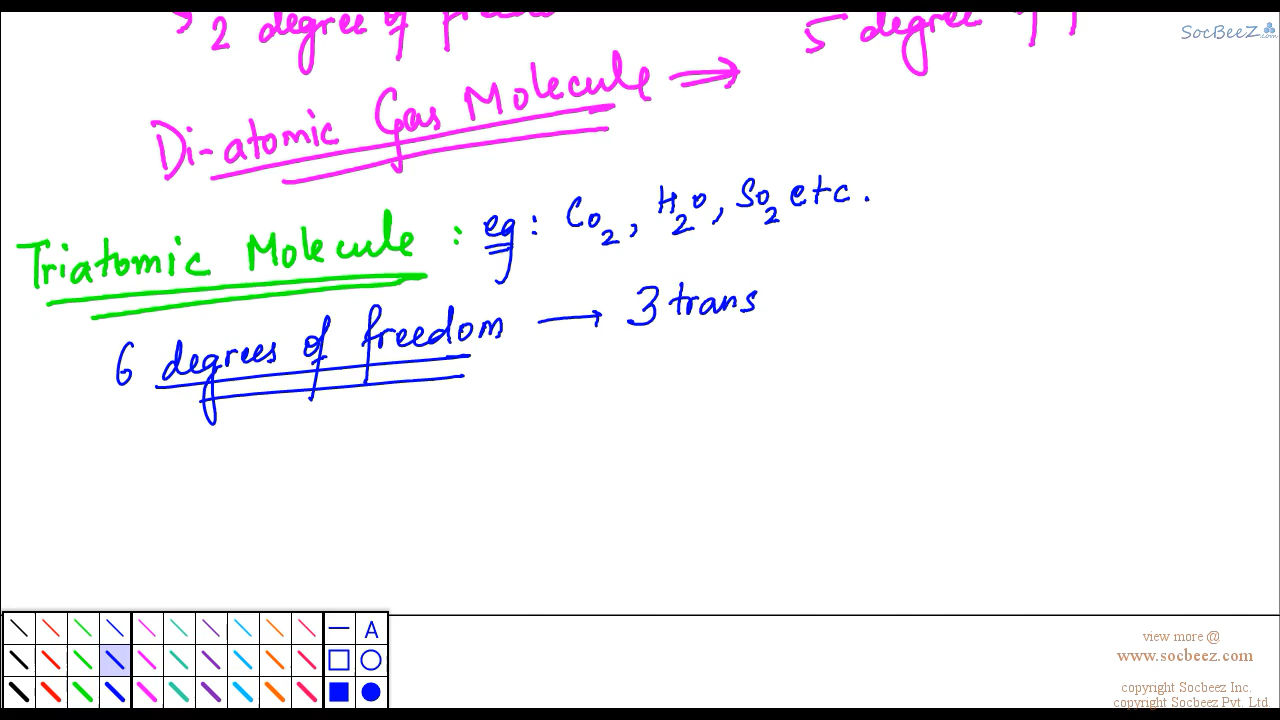 2 degree of
5 degree
SocBeeZ.com
Di-atomic Gas Molecule ⇒
Triatomic Molecule : eg : Co2, H2O, So2 etc.
6 degrees of freedom → 3 trans
A
view more @
www.socbeez.com
copyright Socbeez Inc.
copyright Socbeez Pvt. Ltd.